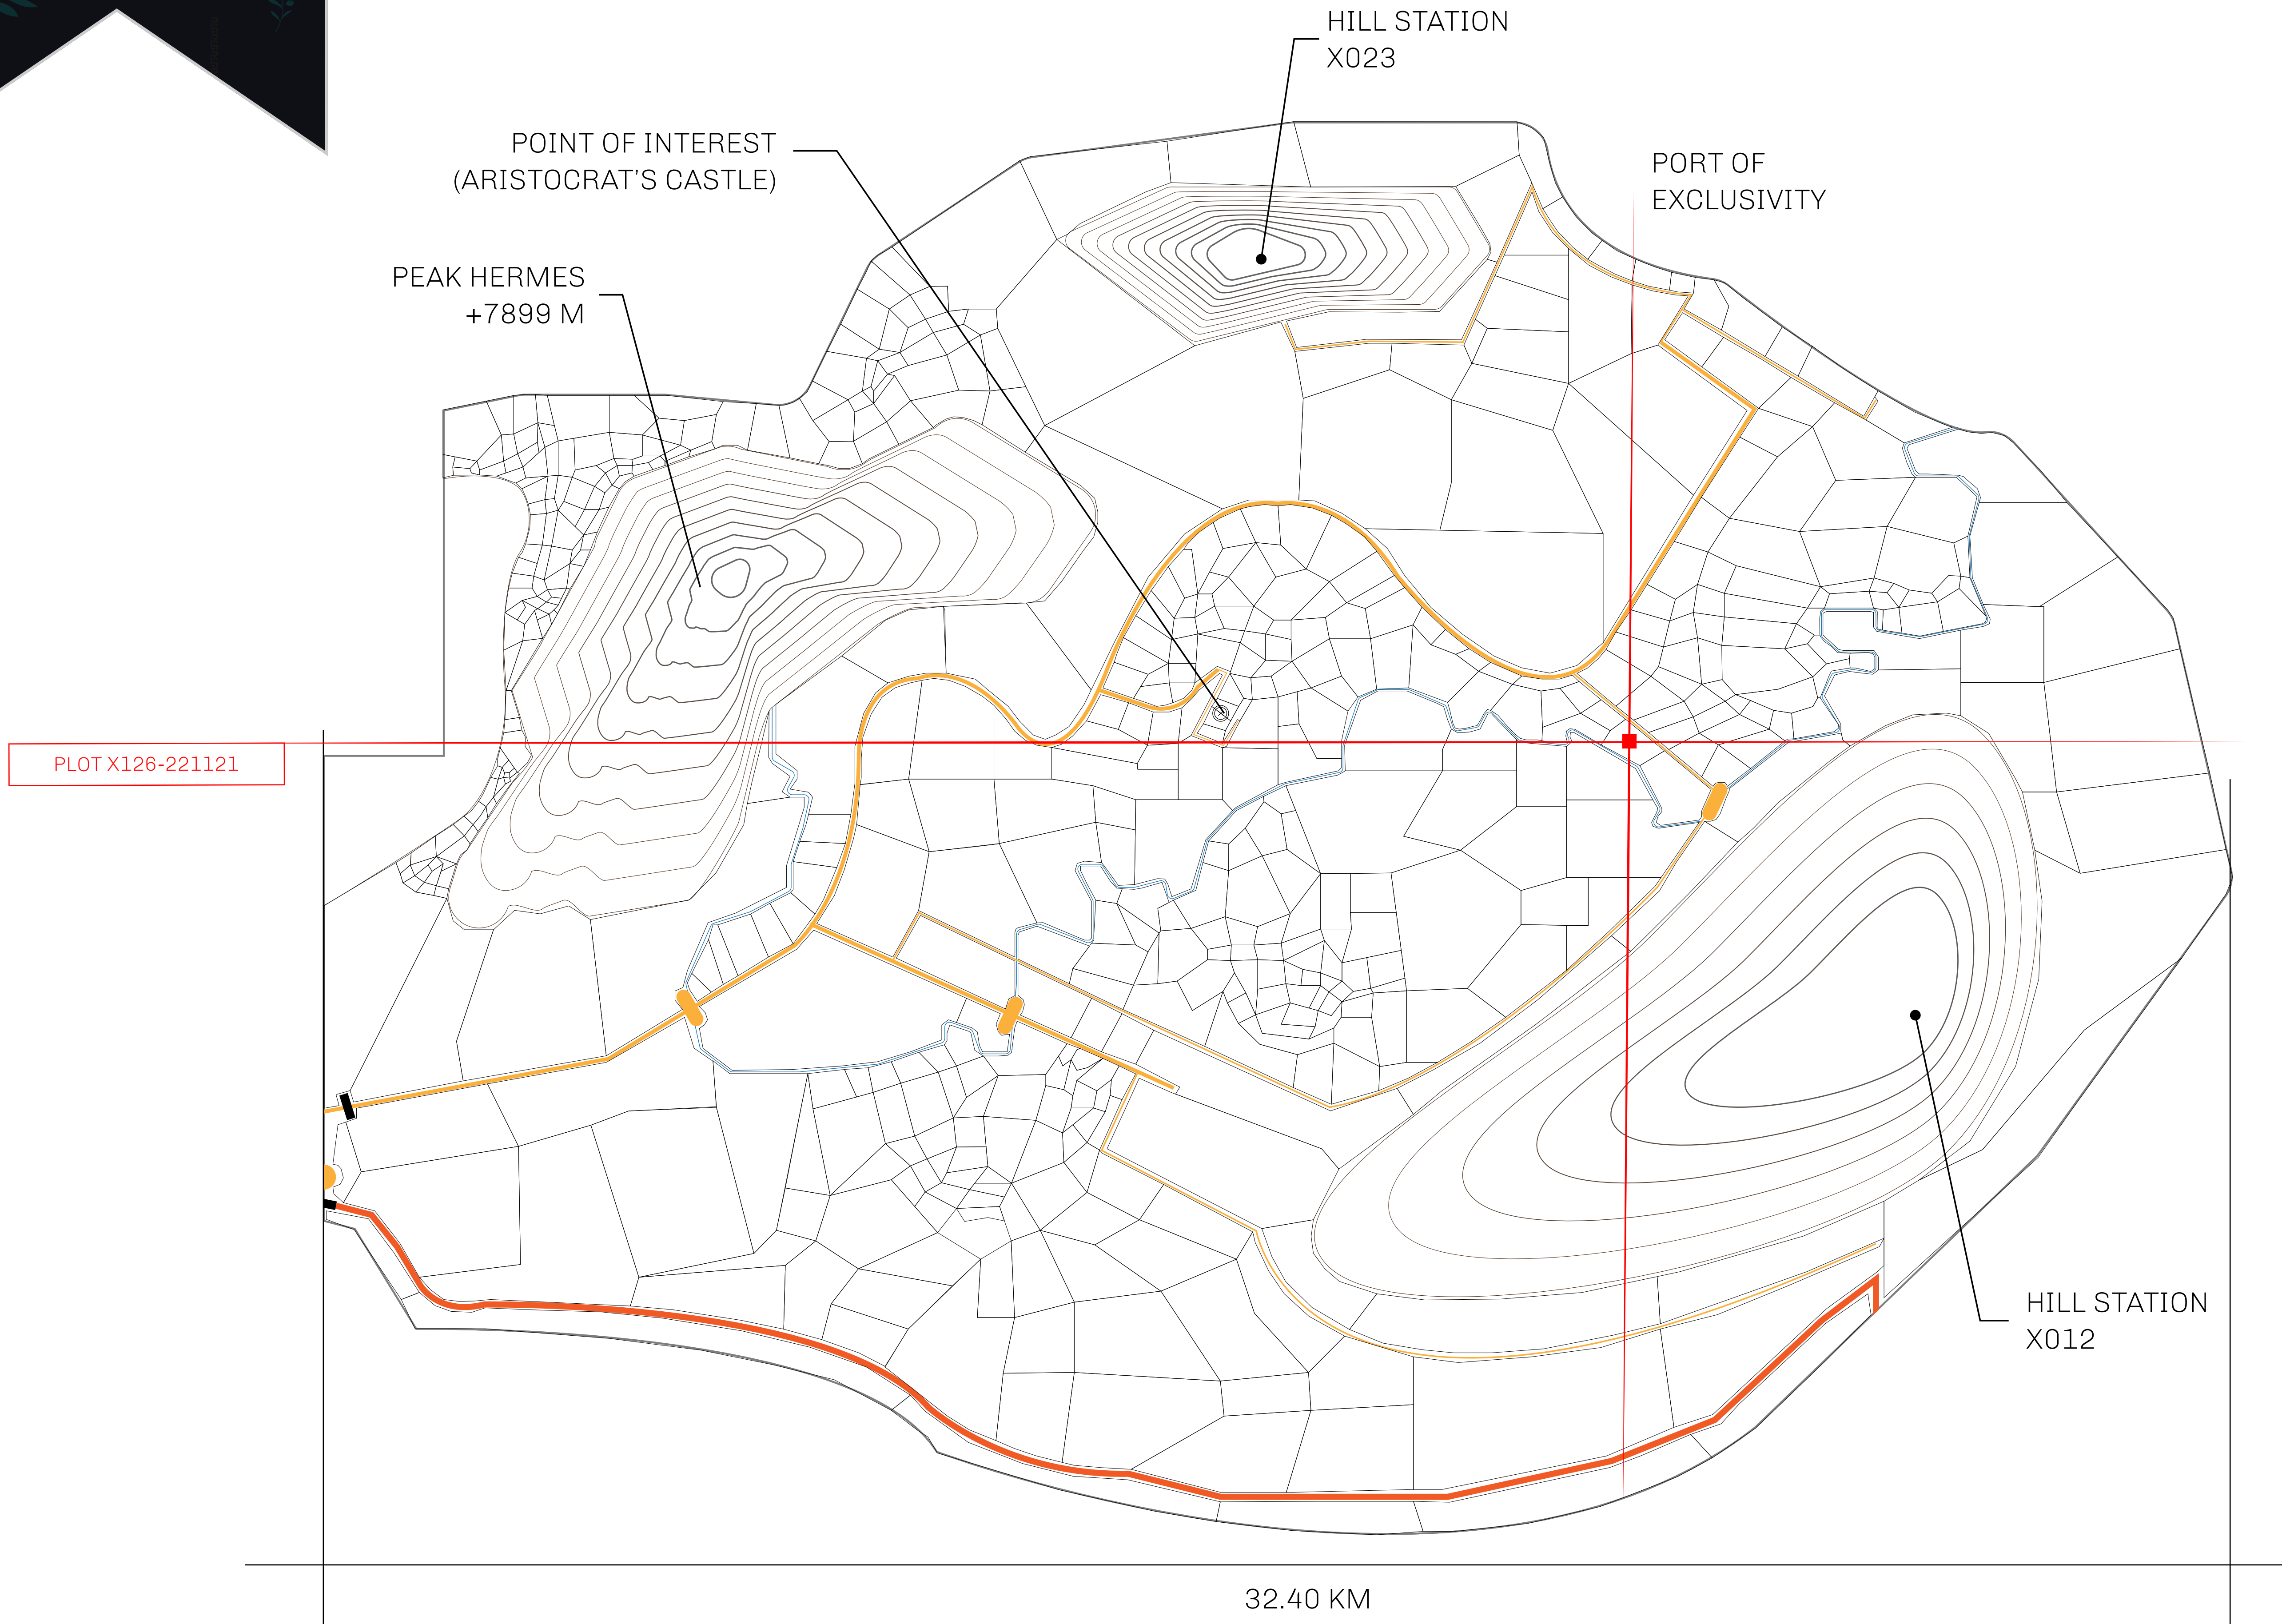 HILL STATION
X023
POINT OF INTEREST
(ARISTOCRAT'S CASTLE)
PORT OF
EXCLUSIVITY
PEAK HERMES
+7899 M
PLOT X126-221121
HILL STATION
X012
32.40 KM